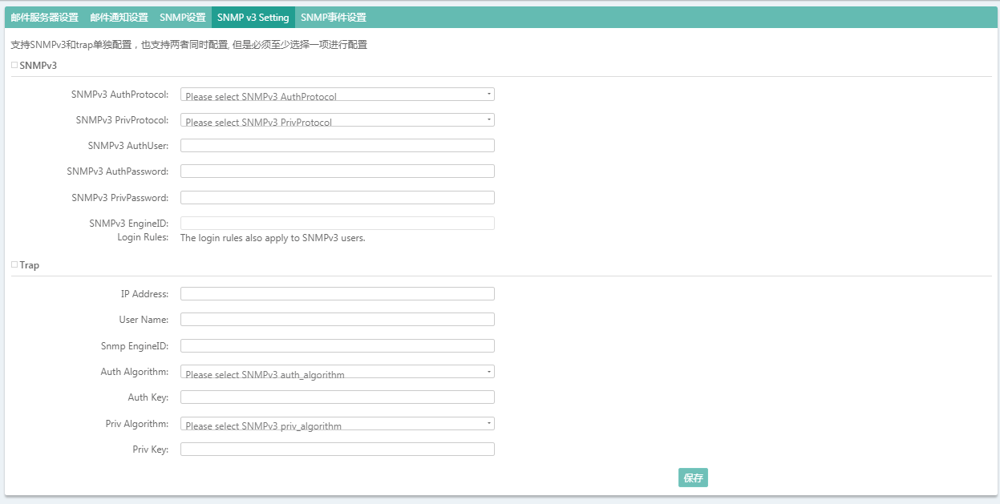 邮件服务器设置 邮件通知设置 SNMP设置 SNMP v3 Setting SNMP事件设置
支持SNMPv3和trap单独配置，也支持两者同时配置, 但是必须至少选择一项进行配置
SNMPv3
SNMPv3 AuthProtocol: Please select SNMPv3 AuthProtocol
SNMPv3 PrivProtocol: Please select SNMPv3 PrivProtocol
SNMPv3 AuthUser:
SNMPv3 AuthPassword:
SNMPv3 PrivPassword:
SNMPv3 EngineID:
Login Rules: The login rules also apply to SNMPv3 users.
Trap
IP Address:
User Name:
Snmp EngineID:
Auth Algorithm: Please select SNMPv3 auth_algorithm
Auth Key:
Priv Algorithm: Please select SNMPv3 priv_algorithm
Priv Key:
保存